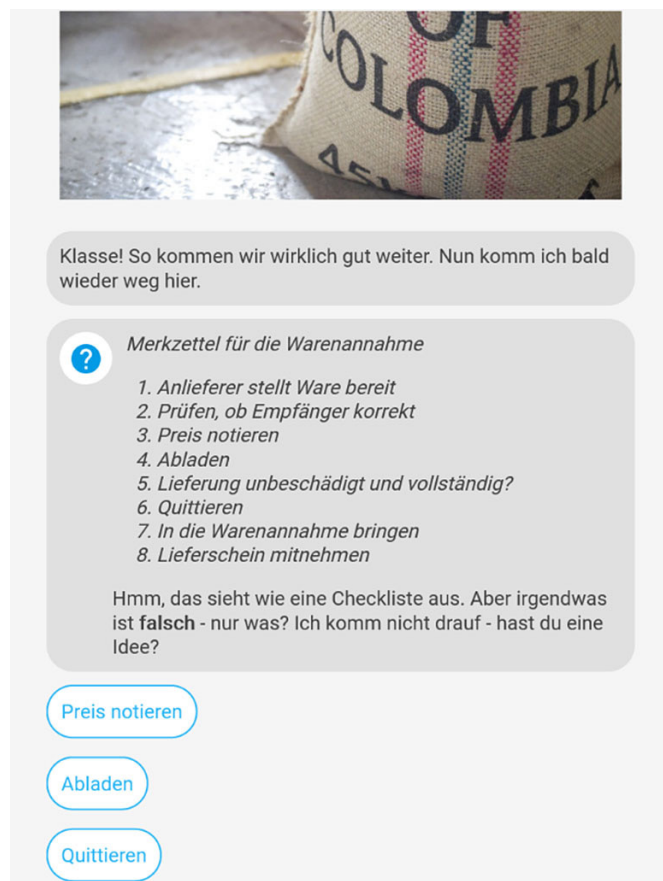 OF
COLOMBIA
Klasse! So kommen wir wirklich gut weiter. Nun komm ich bald
wieder weg hier.
?
Merkzettel für die Warenannahme
1. Anlieferer stellt Ware bereit
2. Prüfen, ob Empfänger korrekt
3. Preis notieren
4. Abladen
5. Lieferung unbeschädigt und vollständig?
6. Quittieren
7. In die Warenannahme bringen
8. Lieferschein mitnehmen
Hmm, das sieht wie eine Checkliste aus. Aber irgendwas
ist falsch - nur was? Ich komm nicht drauf - hast du eine
Idee?
Preis notieren
Abladen
Quittieren